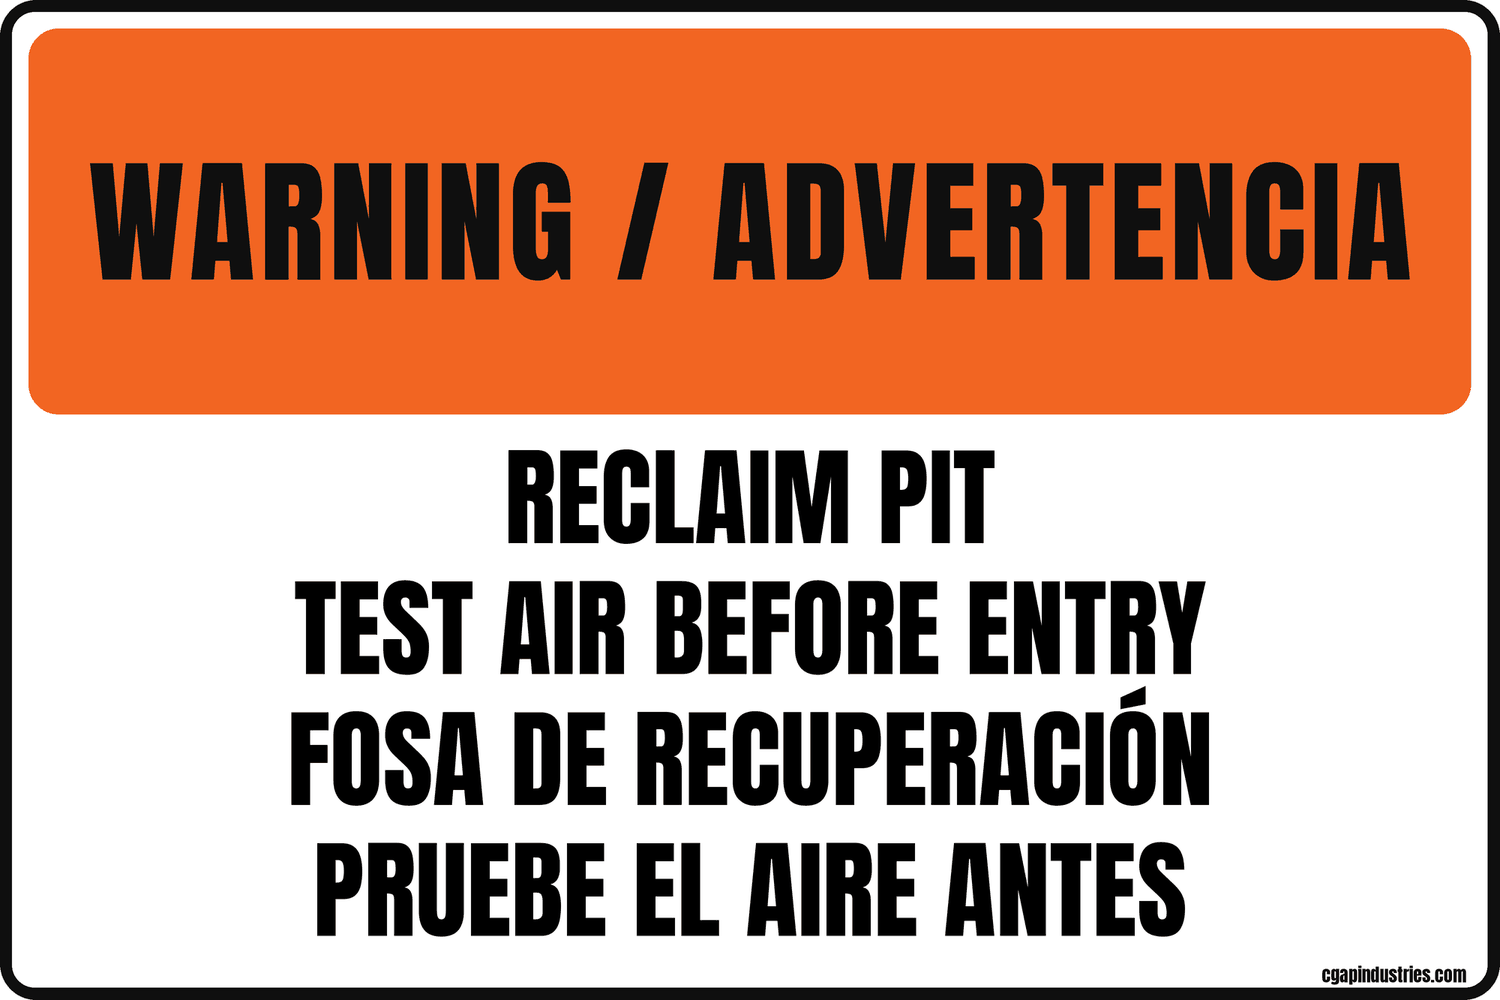 WARNING / ADVERTENCIA
RECLAIM PIT
TEST AIR BEFORE ENTRY
FOSA DE RECUPERACIÓN
PRUEBE EL AIRE ANTES
cgapindustries.com